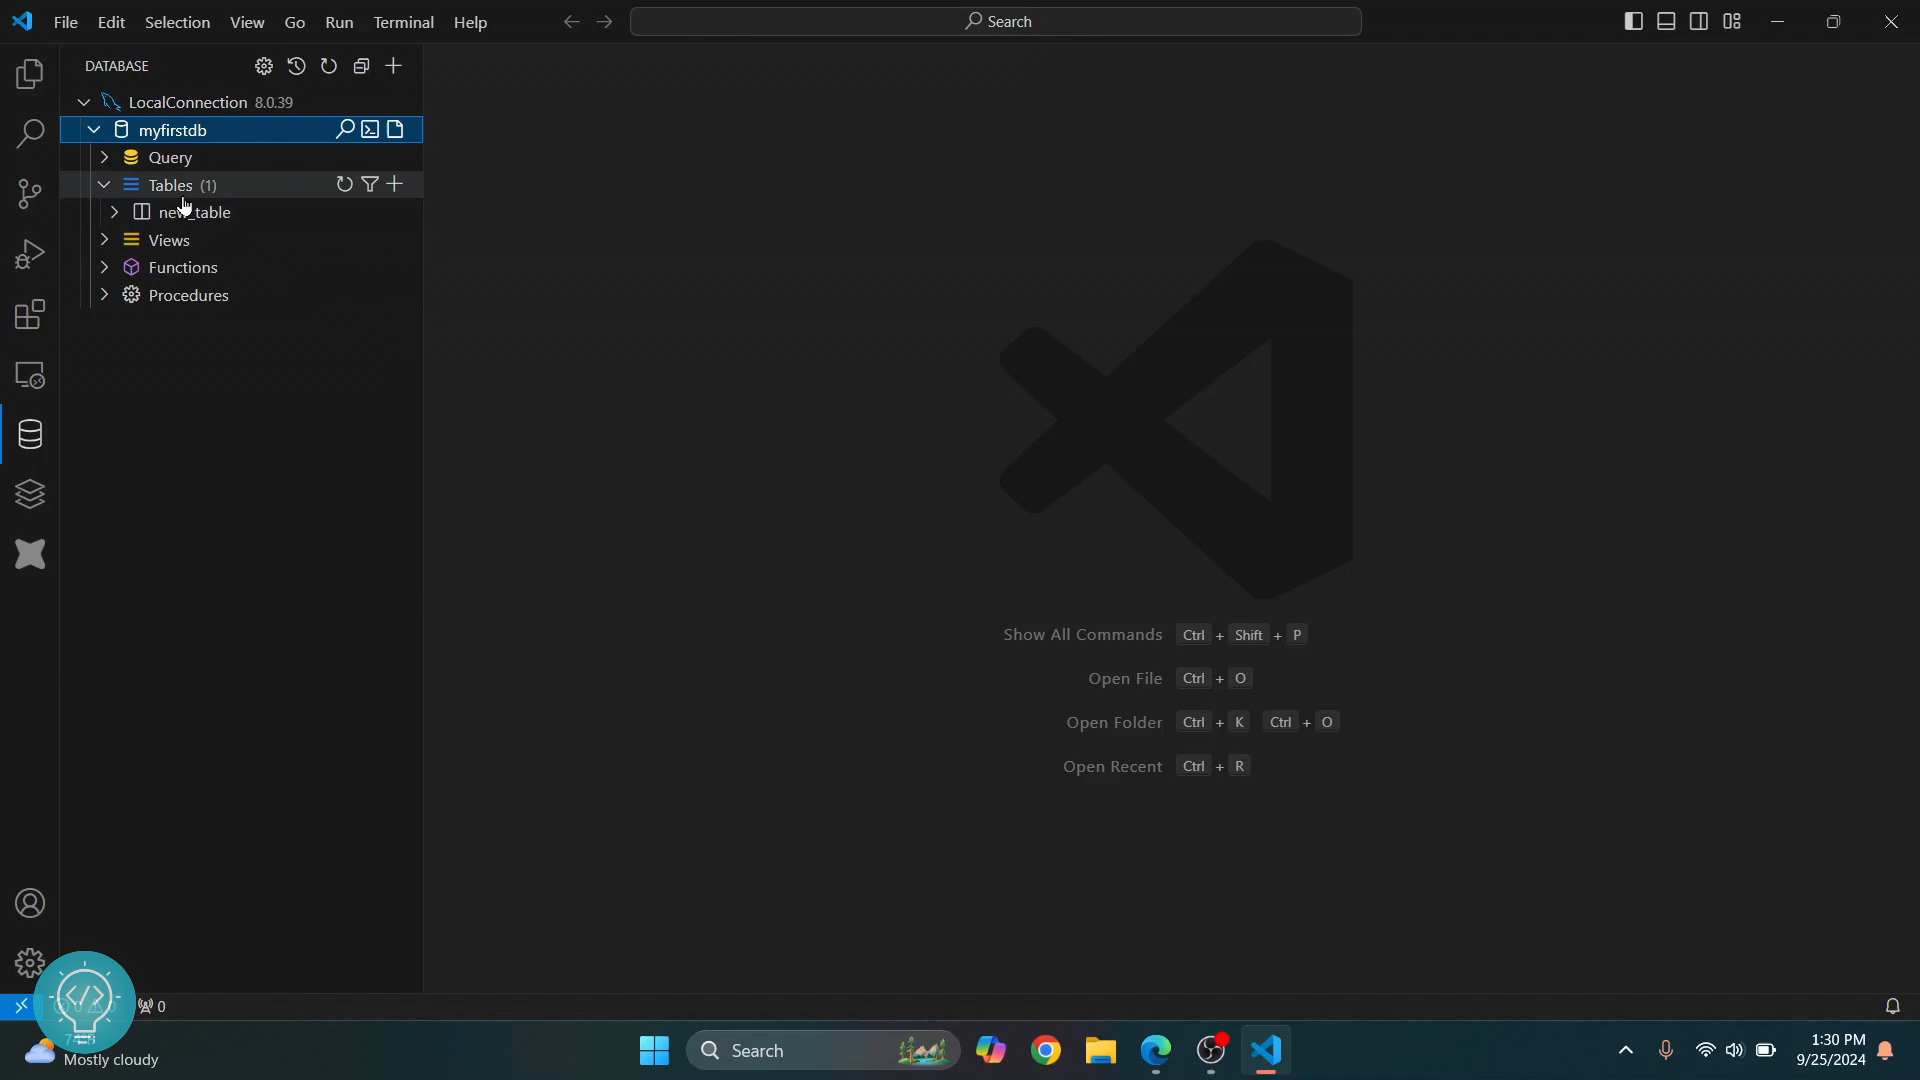 File Edit Selection View Go Run Terminal Help
Search
DATABASE
LocalConnection 8.0.39
myfirstdb
Query
Tables (1)
new_table
Views
Functions
Procedures
Show All Commands Ctrl + Shift + P
Open File Ctrl + O
Open Folder Ctrl + K Ctrl + O
Open Recent Ctrl + R
0
Mostly cloudy
Search
1:30 PM
9/25/2024